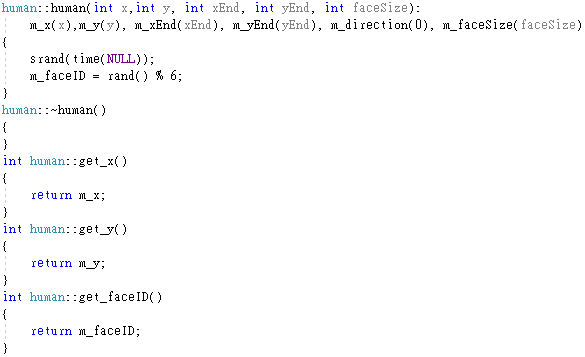 human::human(int x,int y, int xEnd, int yEnd, int faceSize):
m_x(x),m_y(y), m_xEnd(xEnd), m_yEnd(yEnd), m_direction(0), m_faceSize(faceSize)
{
srand(time(NULL));
m_faceID = rand() % 6;
}
human::~human()
{
}
int human::get_x()
{
return m_x;
}
int human::get_y()
{
return m_y;
}
int human::get_faceID()
{
return m_faceID;
}